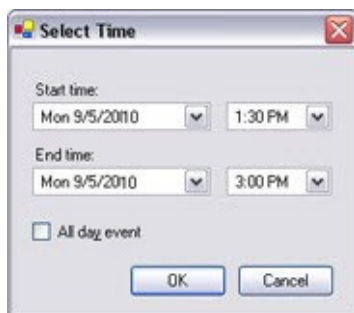 Select Time
Start time:
Mon 9/5/2010 1:30 PM
End time:
Mon 9/5/2010 3:00 PM
All day event
OK Cancel